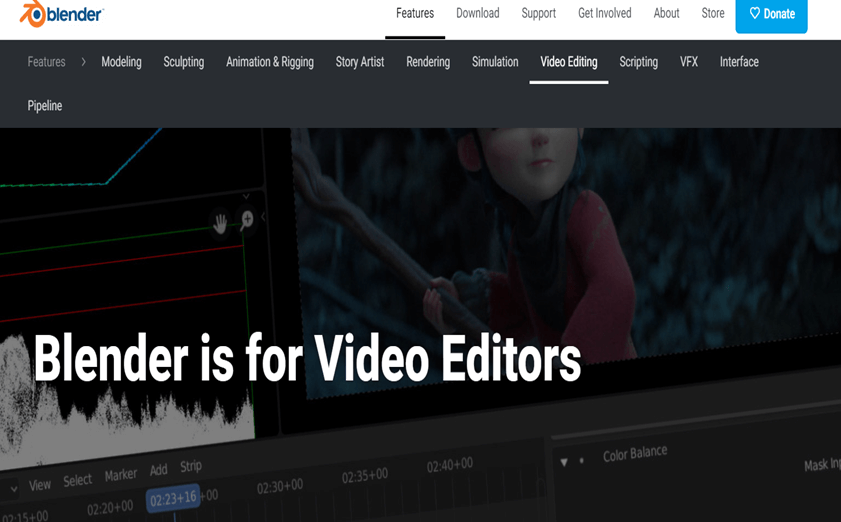 blender
Features Download Support Get Involved About Store Donate
Features > Modeling Sculpting Animation & Rigging Story Artist Rendering Simulation Video Editing Scripting VFX Interface
Pipeline
Blender is for Video Editors
View Select Marker Add Strip
02:15+00 02:20+00 02:23+16 +00 02:30+00 02:35+00 02:40+00
Color Balance
Mask